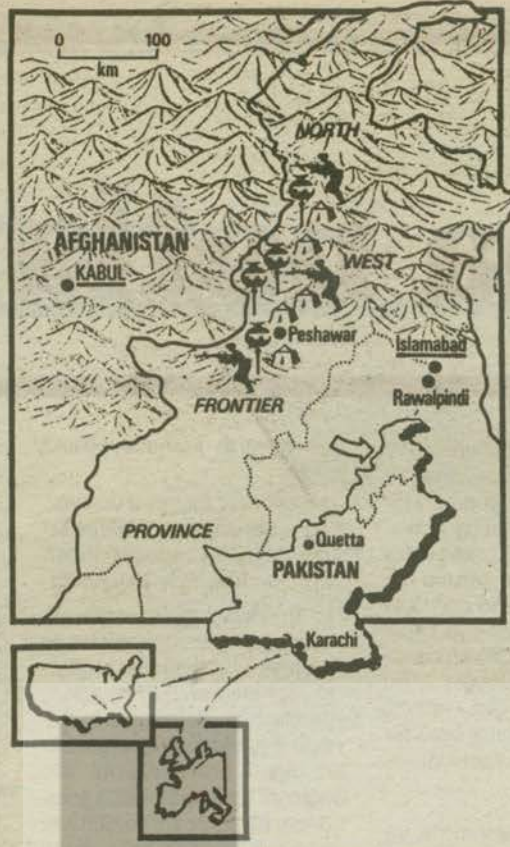 0 100
km
NORTH
AFGHANISTAN
KABUL
WEST
Peshawar
Islamabad
Rawalpindi
FRONTIER
PROVINCE
Quetta
PAKISTAN
Karachi